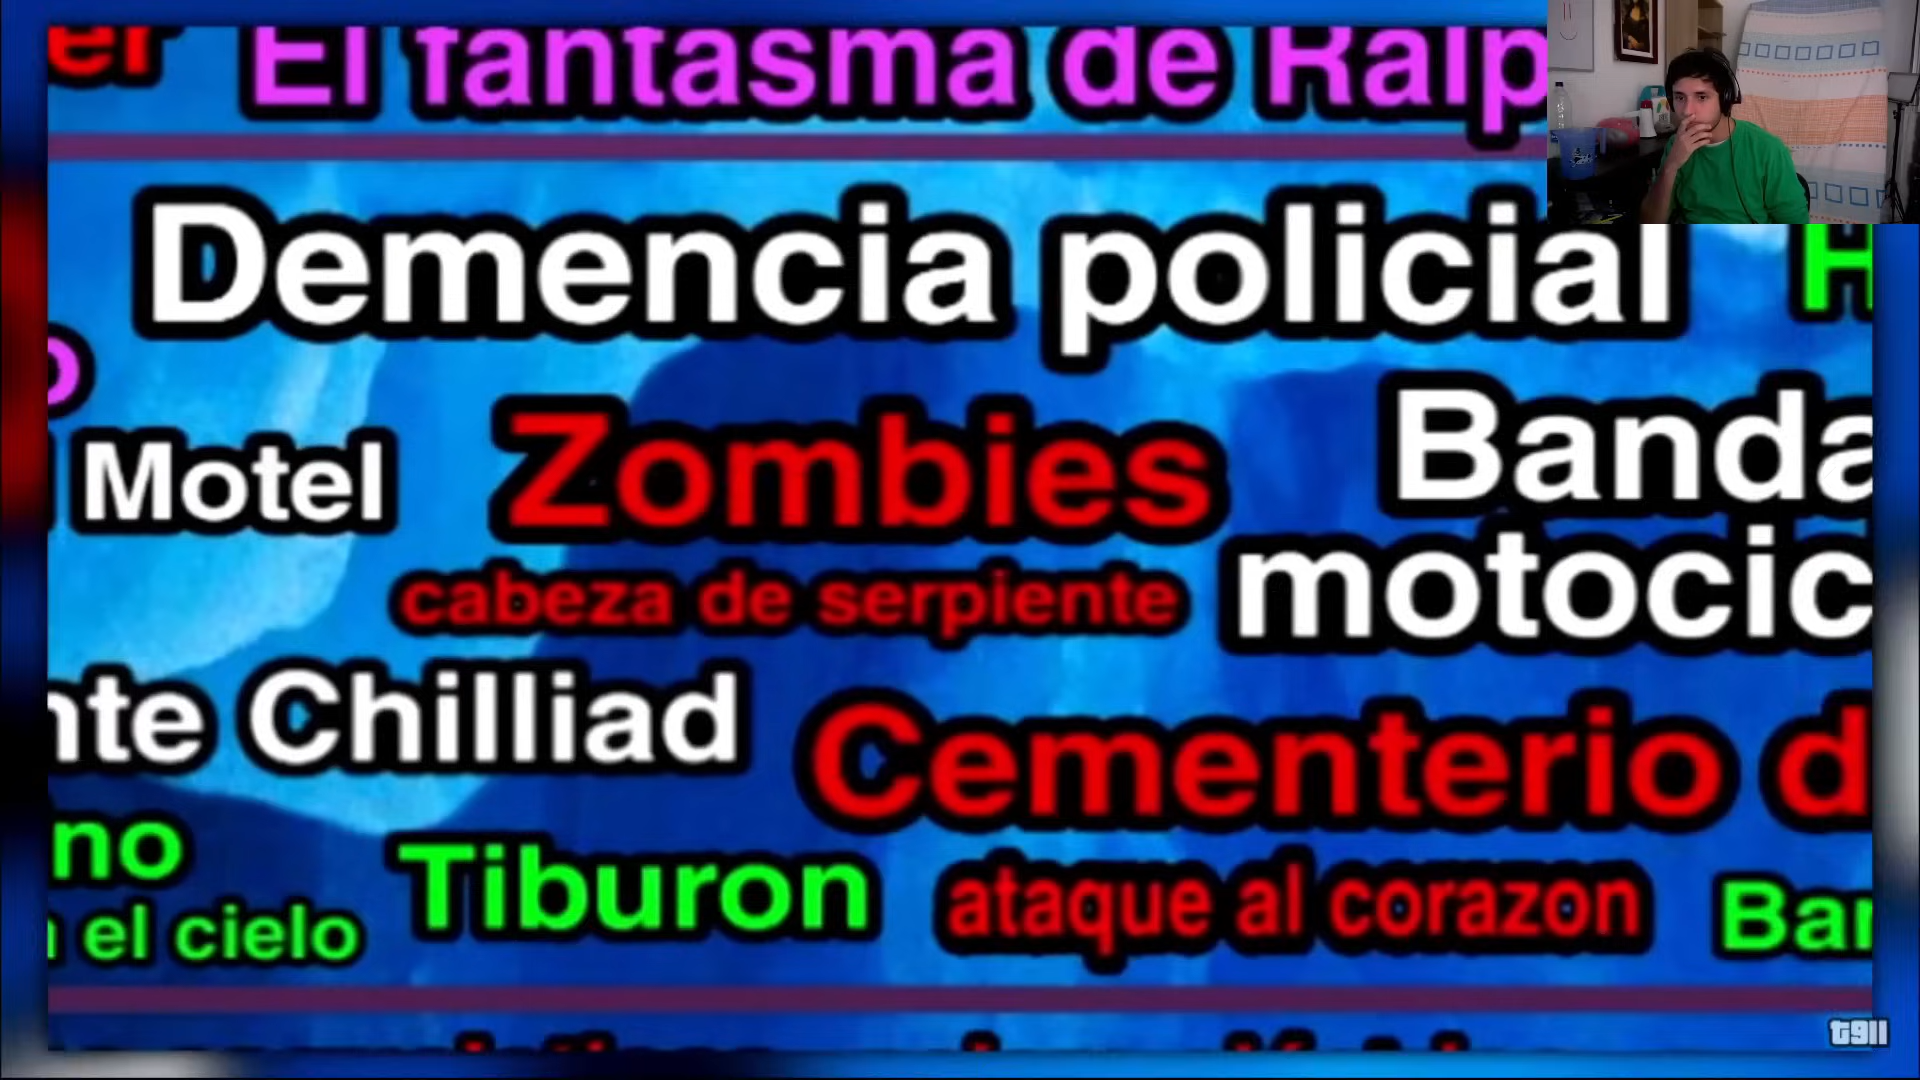 er El fantasma de Ralp
Demencia policial H
o
Motel Zombies Banda
cabeza de serpiente motocic
nte Chilliad Cementerio d
no
Tiburon ataque al corazon Bar
el cielo
t911